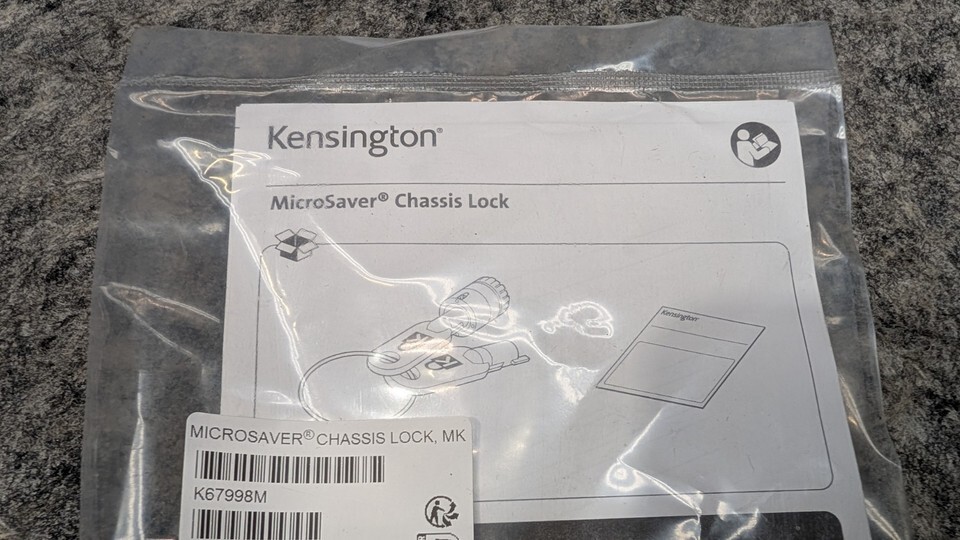 Kensington®
MicroSaver® Chassis Lock
Kensington
MICROSAVER® CHASSIS LOCK, MK
K67998M